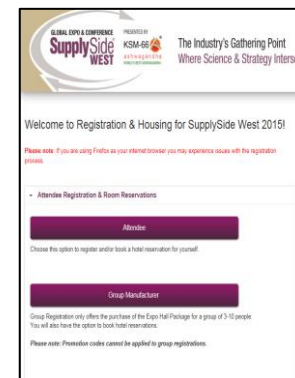 GLOBAL EXPO & CONFERENCE
SupplySide
WEST
PRESENTED BY
KSM-66
ashwagandha
The Industry's Gathering Point
Where Science & Strategy Interse
Welcome to Registration & Housing for SupplySide West 2015!
Please note: If you are using Firefox as your internet browser you may experience issues with the registration
process.
Attendee Registration & Room Reservations
Attendee
Choose this option to register and/or book a hotel reservation for yourself.
Group Manufacturer
Group Registration only offers the purchase of the Expo Hall Package for a group of 3-10 people.
You will also have the option to book hotel reservations.
Please note: Promotion codes cannot be applied to group registrations.